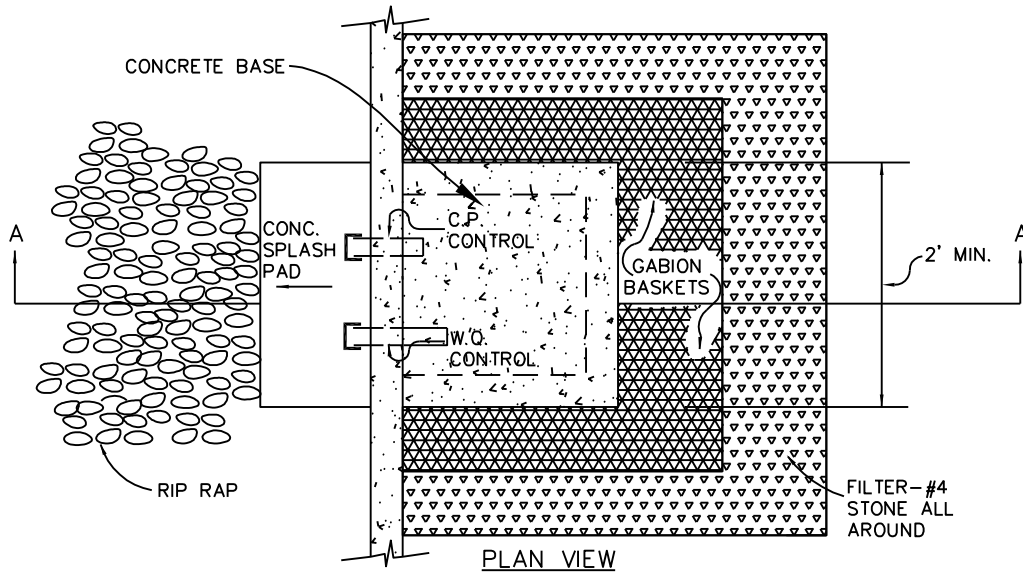 CONCRETE BASE
A
CONC.
SPLASH
PAD
C.P.
CONTROL
W.Q.
CONTROL
GABION
BASKETS
A
2' MIN.
RIP RAP
FILTER-#4
STONE ALL
AROUND
PLAN VIEW